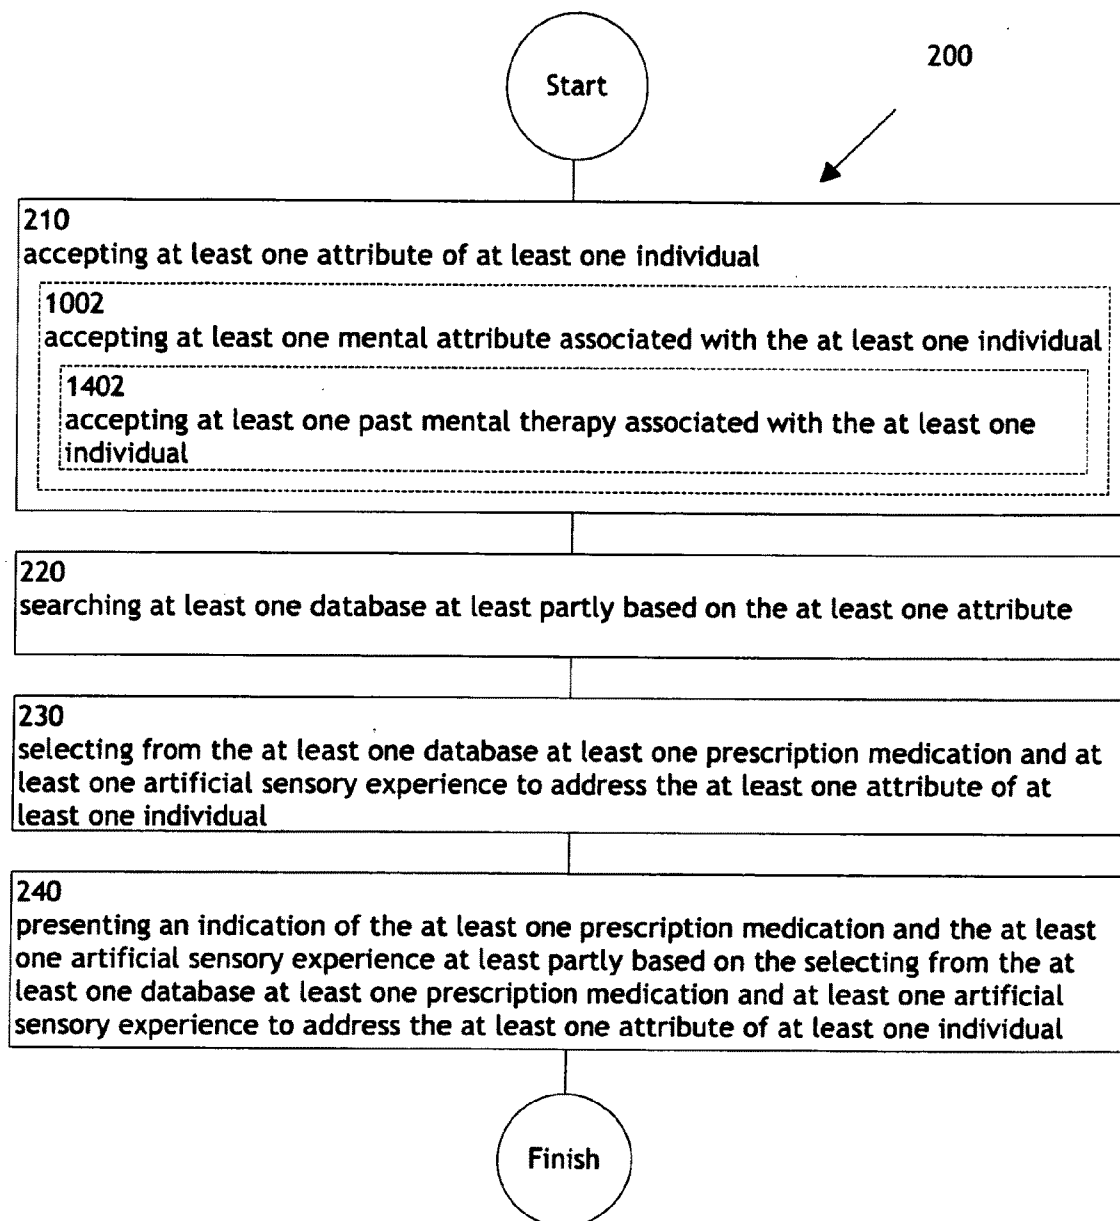 Start
200
210
accepting at least one attribute of at least one individual
1002
accepting at least one mental attribute associated with the at least one individual
1402
accepting at least one past mental therapy associated with the at least one
individual
220
searching at least one database at least partly based on the at least one attribute
230
selecting from the at least one database at least one prescription medication and at
least one artificial sensory experience to address the at least one attribute of at
least one individual
240
presenting an indication of the at least one prescription medication and the at least
one artificial sensory experience at least partly based on the selecting from the at
least one database at least one prescription medication and at least one artificial
sensory experience to address the at least one attribute of at least one individual
Finish